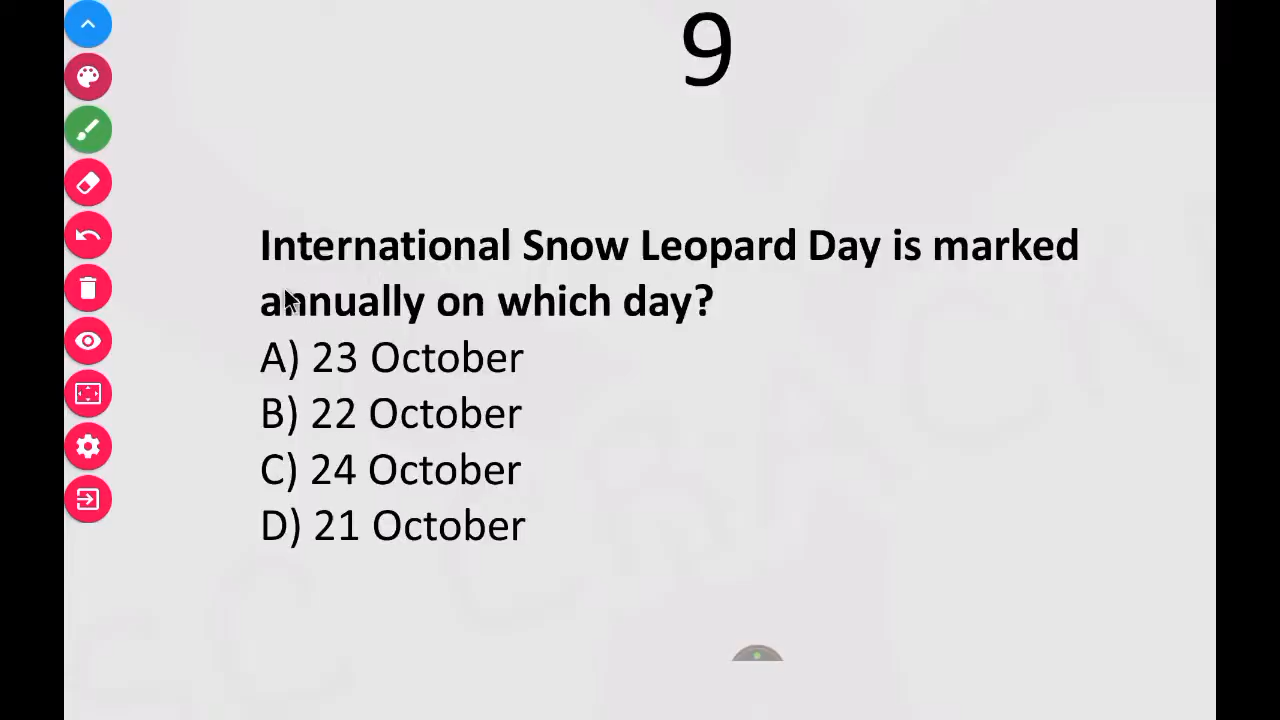 9
International Snow Leopard Day is marked
annually on which day?
A) 23 October
B) 22 October
C) 24 October
D) 21 October